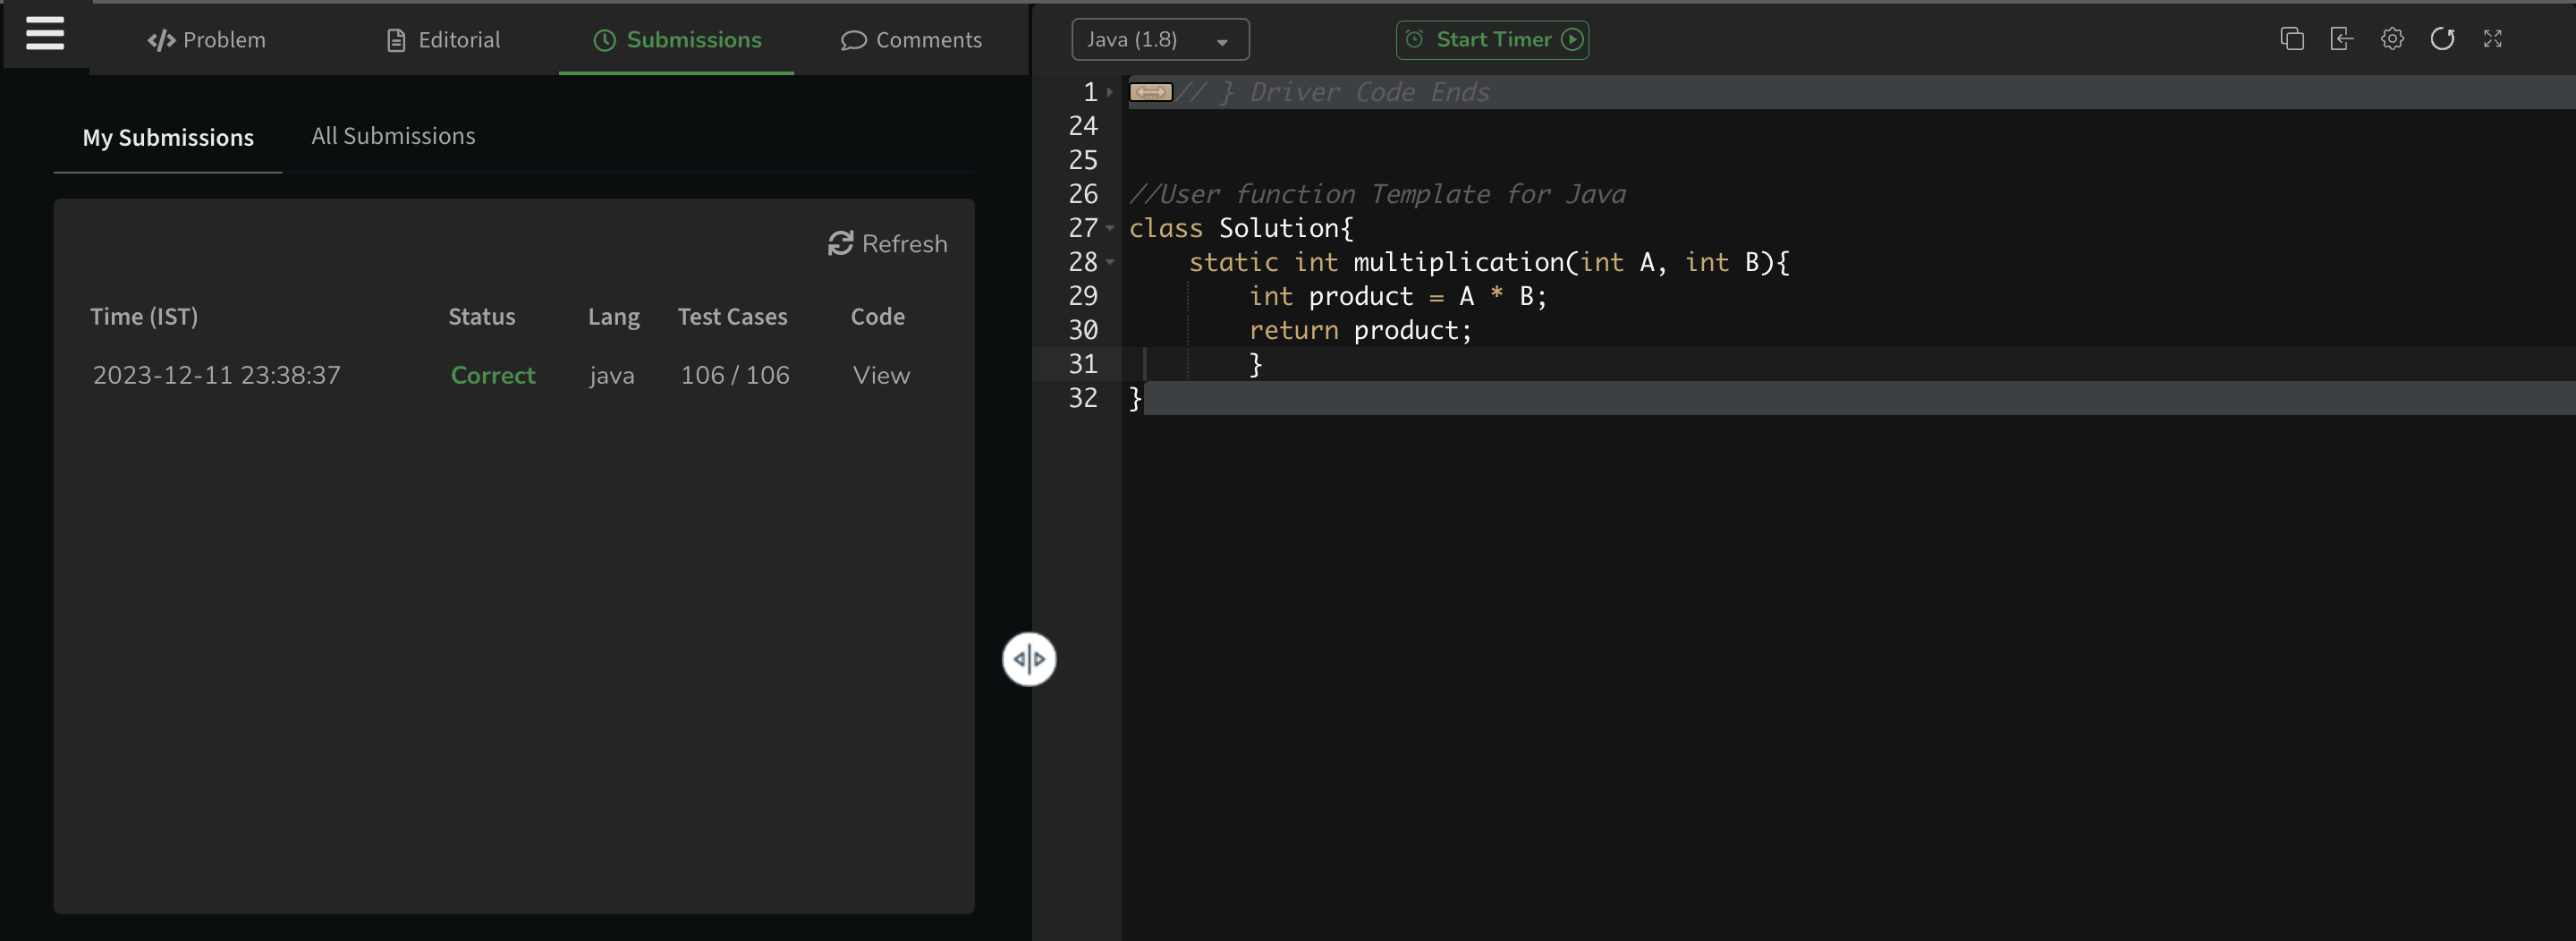 Problem
Editorial
Submissions
Comments
My Submissions
All Submissions
Refresh
Time (IST) Status Lang Test Cases Code
2023-12-11 23:38:37 Correct java 106 / 106 View
Java (1.8)
Start Timer
1 // } Driver Code Ends
24
25
26 //User function Template for Java
27 class Solution{
28 static int multiplication(int A, int B){
29 int product = A * B;
30 return product;
31 }
32 }